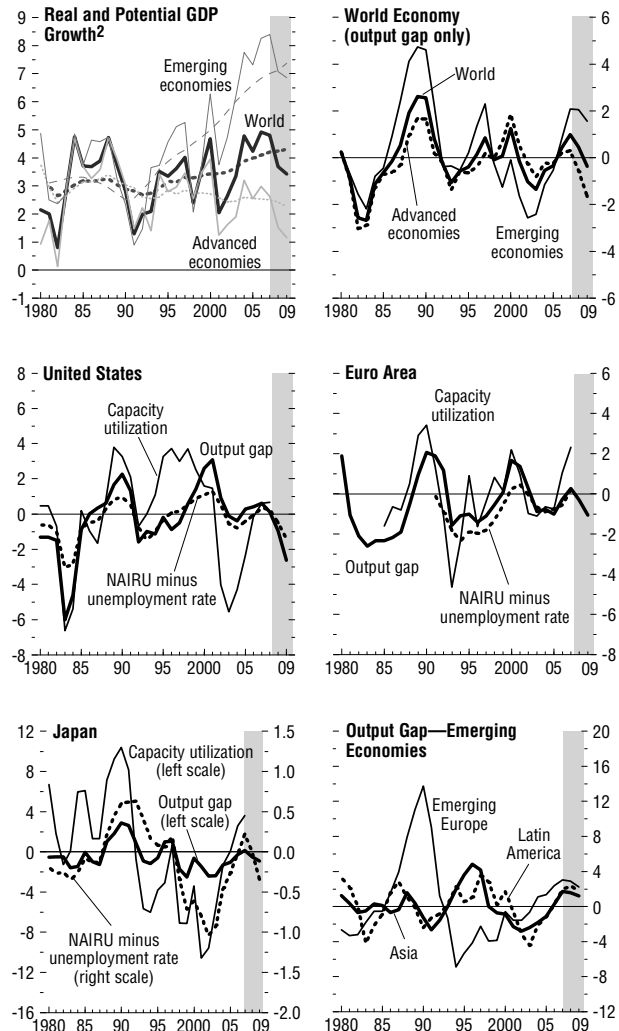 Real and Potential GDP
Growth2
9
8
7
6
5
4
3
2
1
0
-1
Emerging
economies
World
Advanced
economies
1980 85 90 95 2000 05 09
World Economy
(output gap only)
6
4
2
0
-2
-4
-6
World
Advanced
economies
Emerging
economies
1980 85 90 95 2000 05 09
United States
8
6
4
2
0
-2
-4
-6
-8
Capacity
utilization
Output gap
NAIRU minus
unemployment rate
1980 85 90 95 2000 05 09
Euro Area
6
4
2
0
-2
-4
-6
-8
Capacity
utilization
Output gap
NAIRU minus
unemployment rate
1980 85 90 95 2000 05 09
Japan
12
8
4
0
-4
-8
-12
-16
1.5
1.0
0.5
0.0
-0.5
-1.0
-1.5
-2.0
Capacity utilization
(left scale)
Output gap
(left scale)
NAIRU minus
unemployment rate
(right scale)
1980 85 90 95 2000 05 09
Output Gap—Emerging
Economies
20
16
12
8
4
0
-4
-8
-12
Emerging
Europe
Latin
America
Asia
1980 85 90 95 2000 05 09